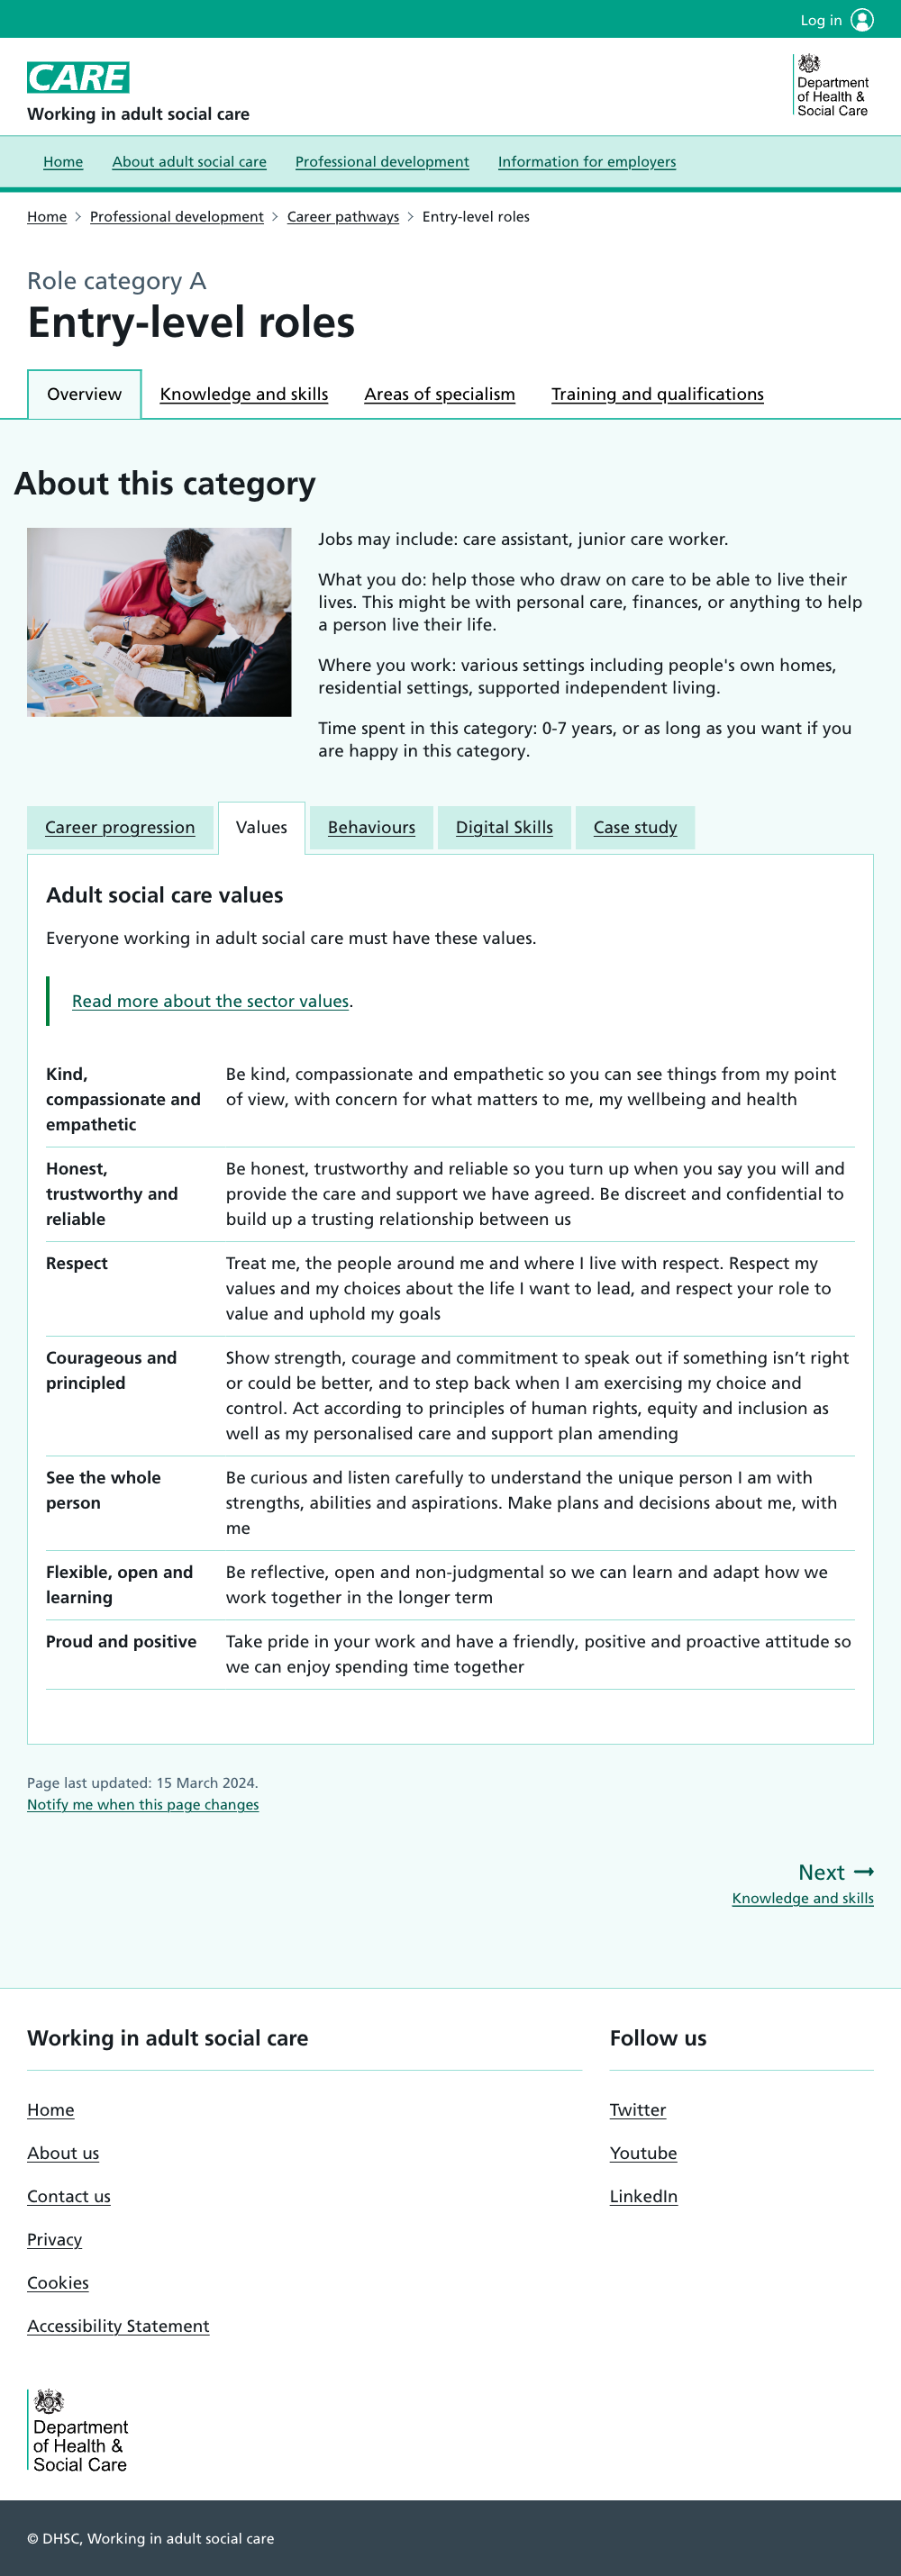 Log in
CARE
Working in adult social care
Department
of Health &
Social Care
Home About adult social care Professional development Information for employers
Home Professional development Career pathways Entry-level roles
Role category A
Entry-level roles
Overview Knowledge and skills Areas of specialism Training and qualifications
About this category
Jobs may include: care assistant, junior care worker.
What you do: help those who draw on care to be able to live their
lives. This might be with personal care, finances, or anything to help
a person live their life.
Where you work: various settings including people's own homes,
residential settings, supported independent living.
Time spent in this category: 0-7 years, or as long as you want if you
are happy in this category.
Career progression Values Behaviours Digital Skills Case study
Adult social care values
Everyone working in adult social care must have these values.
Read more about the sector values.
Kind,
compassionate and
empathetic
Be kind, compassionate and empathetic so you can see things from my point
of view, with concern for what matters to me, my wellbeing and health
Honest,
trustworthy and
reliable
Be honest, trustworthy and reliable so you turn up when you say you will and
provide the care and support we have agreed. Be discreet and confidential to
build up a trusting relationship between us
Respect
Treat me, the people around me and where I live with respect. Respect my
values and my choices about the life I want to lead, and respect your role to
value and uphold my goals
Courageous and
principled
Show strength, courage and commitment to speak out if something isn’t right
or could be better, and to step back when I am exercising my choice and
control. Act according to principles of human rights, equity and inclusion as
well as my personalised care and support plan amending
See the whole
person
Be curious and listen carefully to understand the unique person I am with
strengths, abilities and aspirations. Make plans and decisions about me, with
me
Flexible, open and
learning
Be reflective, open and non-judgmental so we can learn and adapt how we
work together in the longer term
Proud and positive
Take pride in your work and have a friendly, positive and proactive attitude so
we can enjoy spending time together
Page last updated: 15 March 2024.
Notify me when this page changes
Next
Knowledge and skills
Working in adult social care
Home
About us
Contact us
Privacy
Cookies
Accessibility Statement
Follow us
Twitter
Youtube
LinkedIn
Department
of Health &
Social Care
© DHSC, Working in adult social care